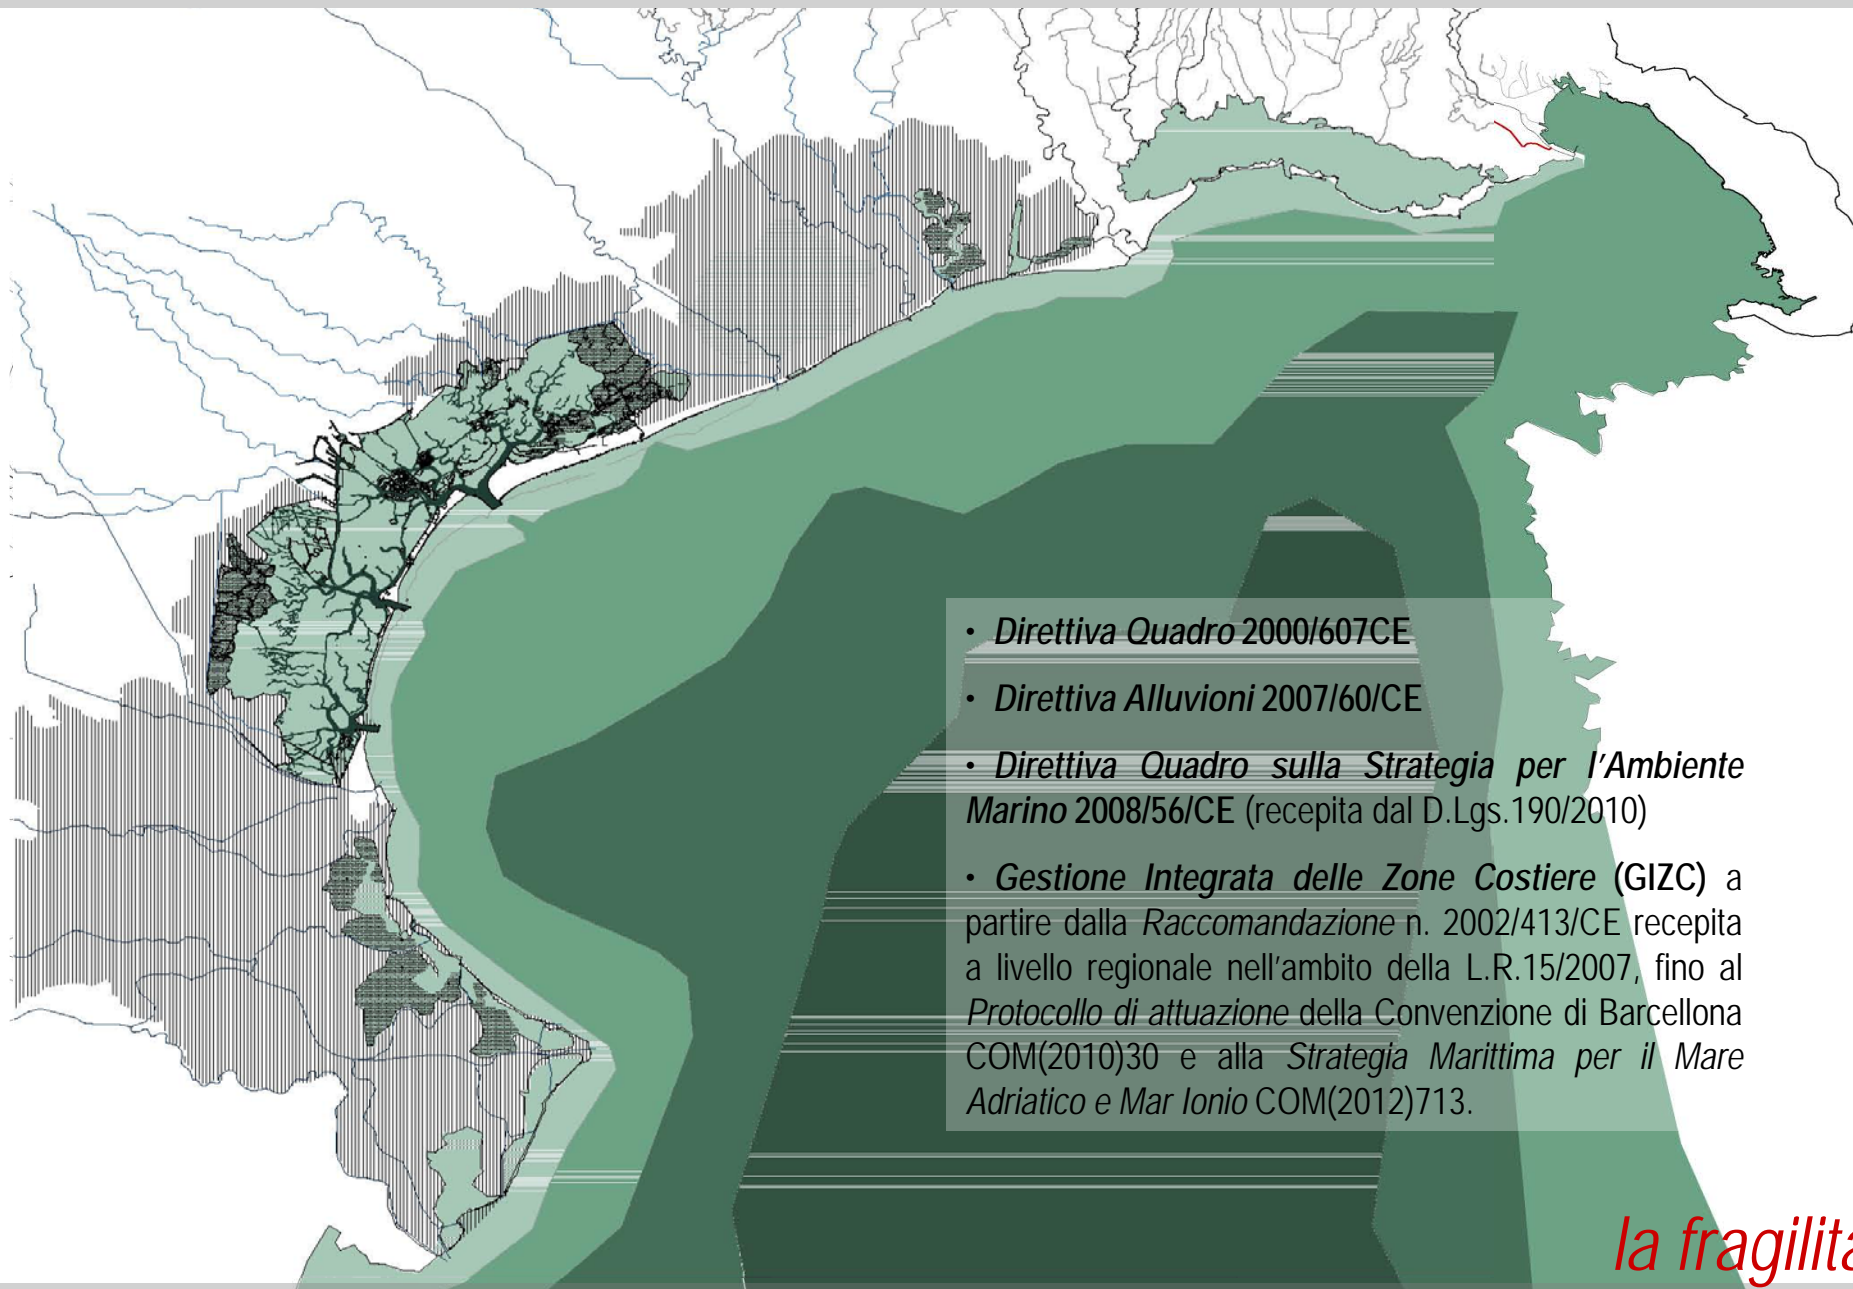 • Direttiva Quadro 2000/607CE
• Direttiva Alluvioni 2007/60/CE
• Direttiva Quadro sulla Strategia per l'Ambiente
Marino 2008/56/CE (recepita dal D.Lgs.190/2010)
• Gestione Integrata delle Zone Costiere (GIZC) a
partire dalla Raccomandazione n. 2002/413/CE recepita
a livello regionale nell'ambito della L.R.15/2007, fino al
Protocollo di attuazione della Convenzione di Barcellona
COM(2010)30 e alla Strategia Marittima per il Mare
Adriatico e Mar Ionio COM(2012)713.
la fragilità